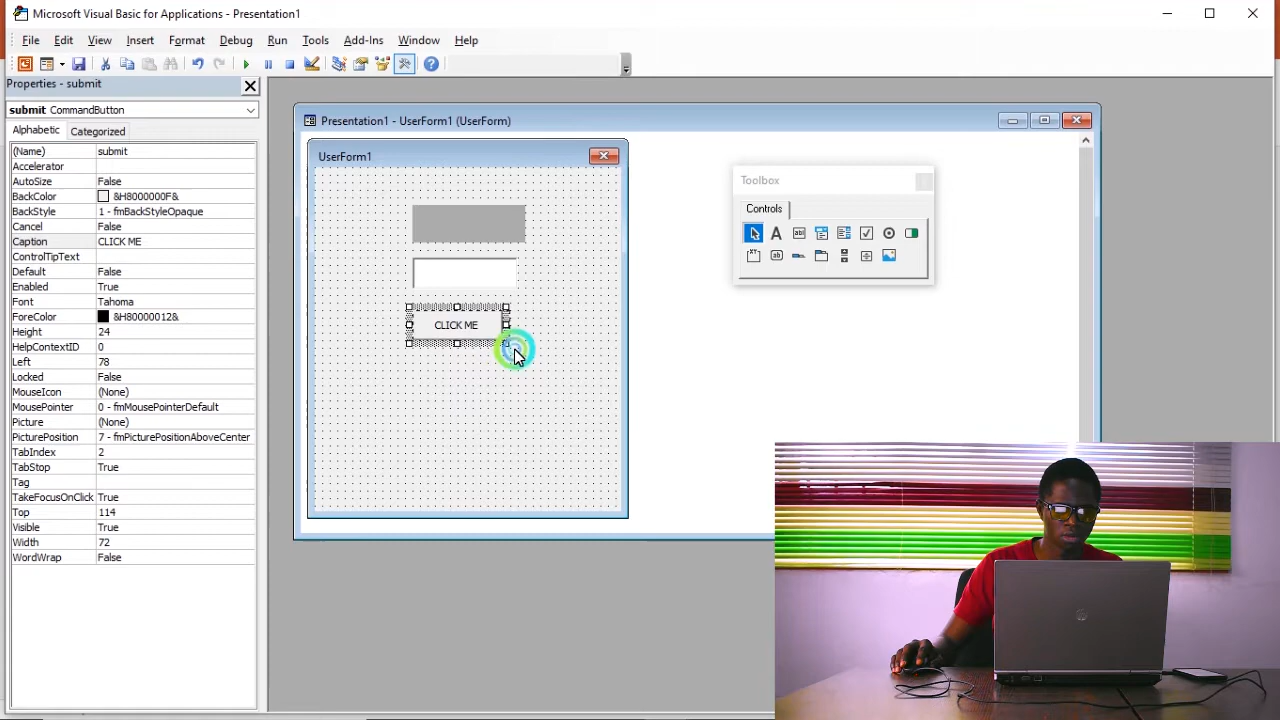 Microsoft Visual Basic for Applications - Presentation1
File Edit View Insert Format Debug Run Tools Add-Ins Window Help
Properties - submit
submit CommandButton
Alphabetic Categorized
(Name) submit
Accelerator
AutoSize False
BackColor &H8000000F&
BackStyle 1 - fmBackStyleOpaque
Cancel False
Caption CLICK ME
ControlTipText
Default False
Enabled True
Font Tahoma
ForeColor &H80000012&
Height 24
HelpContextID 0
Left 78
Locked False
MouseIcon (None)
MousePointer 0 - fmMousePointerDefault
Picture (None)
PicturePosition 7 - fmPicturePositionAboveCenter
TabIndex 2
TabStop True
Tag
TakeFocusOnClick True
Top 114
Visible True
Width 72
WordWrap False
Presentation1 - UserForm1 (UserForm)
UserForm1
CLICK ME
Toolbox
Controls